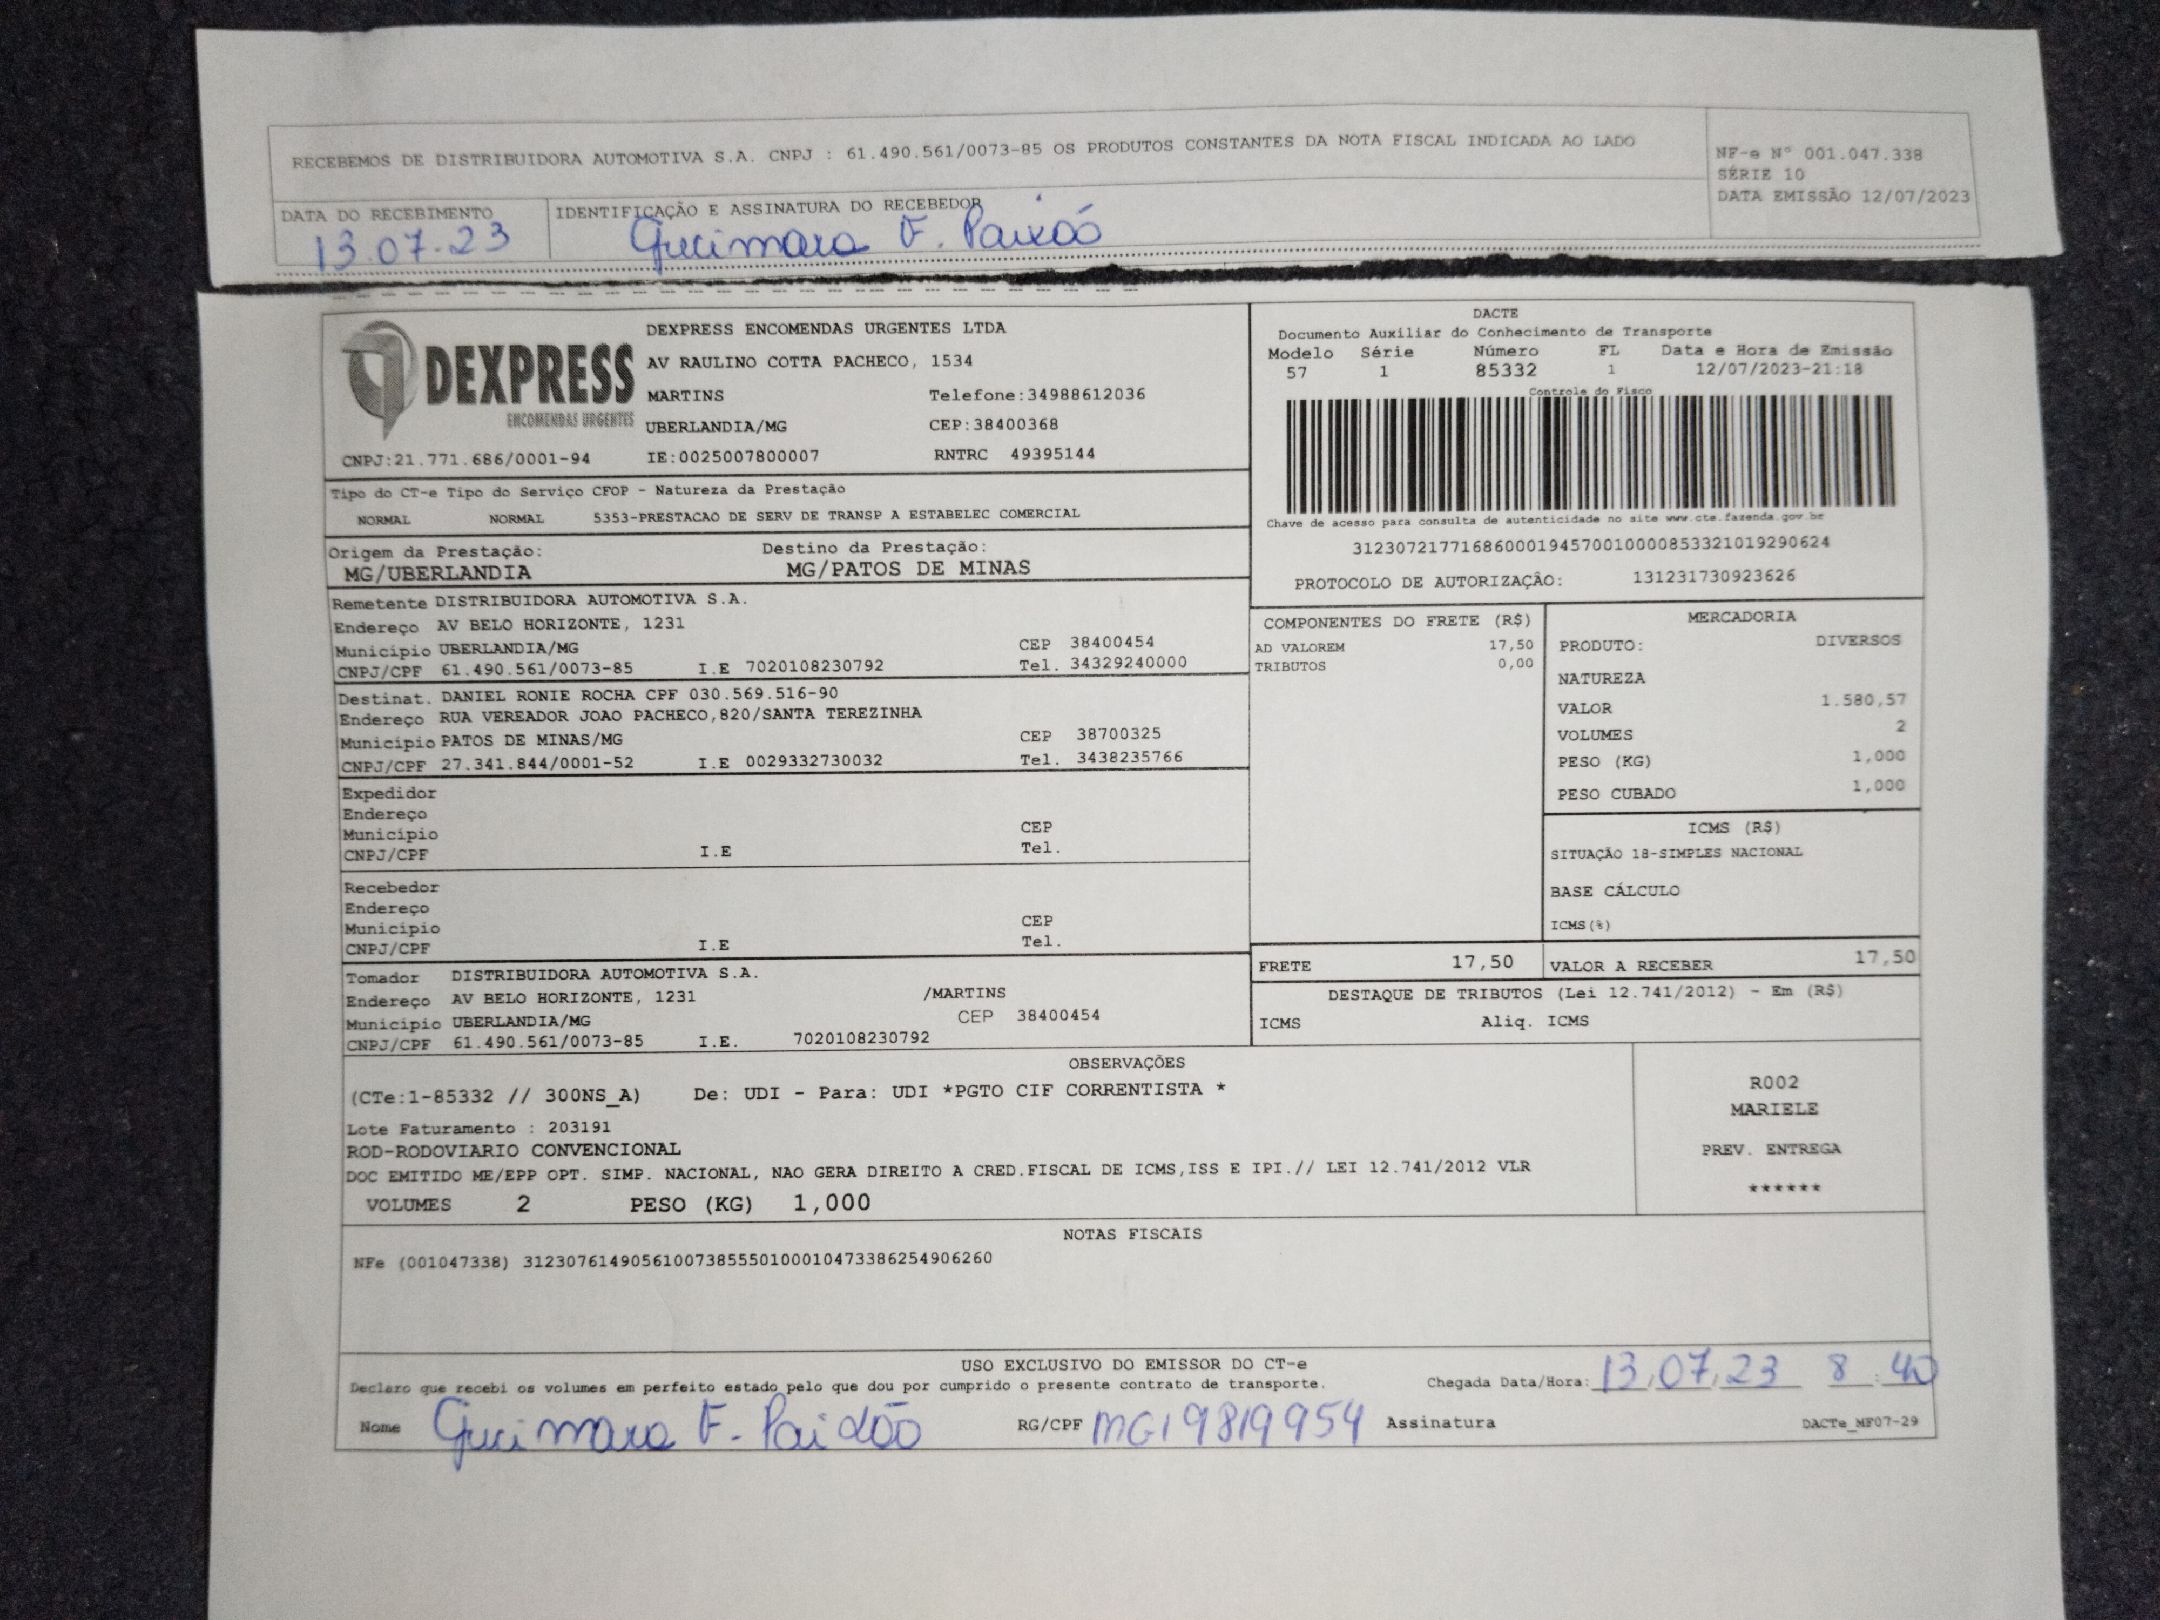 RECEBEMOS DE DISTRIBUIDORA AUTOMOTIVA S.A. CNPJ : 61.490.561/0073-85 OS PRODUTOS CONSTANTES DA NOTA FISCAL INDICADA AO LADO
NF-e Nº 001.047.338
SÉRIE 10
DATA EMISSÃO 12/07/2023
DATA DO RECEBIMENTO
13.07.23
IDENTIFICAÇÃO E ASSINATURA DO RECEBEDOR
F. Paixão
DEXPRESS
ENCOMENDAS URGENTES
CNPJ:21.771.686/0001-94
DEXPRESS ENCOMENDAS URGENTES LTDA
AV RAULINO COTTA PACHECO, 1534
MARTINS Telefone:34988612036
UBERLANDIA/MG CEP:38400368
IE:0025007800007 RNTRC 49395144
DACTE
Documento Auxiliar do Conhecimento de Transporte
Modelo Série Número FL Data e Hora de Emissão
57 1 85332 1 12/07/2023-21:18
Controle do Fisco
Chave de acesso para consulta de autenticidade no site www.cte.fazenda.gov.br
31230721771686000194570010000853321019290624
PROTOCOLO DE AUTORIZAÇÃO: 131231730923626
Tipo do CT-e Tipo do Serviço CFOP - Natureza da Prestação
NORMAL NORMAL 5353-PRESTACAO DE SERV DE TRANSP A ESTABELEC COMERCIAL
Origem da Prestação: Destino da Prestação:
MG/UBERLANDIA MG/PATOS DE MINAS
Remetente DISTRIBUIDORA AUTOMOTIVA S.A.
Endereço AV BELO HORIZONTE, 1231
Município UBERLANDIA/MG CEP 38400454
CNPJ/CPF 61.490.561/0073-85 I.E 7020108230792 Tel. 34329240000
Destinat. DANIEL RONIE ROCHA CPF 030.569.516-90
Endereço RUA VEREADOR JOAO PACHECO,820/SANTA TEREZINHA
Município PATOS DE MINAS/MG CEP 38700325
CNPJ/CPF 27.341.844/0001-52 I.E 0029332730032 Tel. 3438235766
Expedidor
Endereço
Município CEP
CNPJ/CPF I.E Tel.
Recebedor
Endereço
Município CEP
CNPJ/CPF I.E Tel.
Tomador DISTRIBUIDORA AUTOMOTIVA S.A.
Endereço AV BELO HORIZONTE, 1231 /MARTINS
Município UBERLANDIA/MG CEP 38400454
CNPJ/CPF 61.490.561/0073-85 I.E. 7020108230792
COMPONENTES DO FRETE (R$)
AD VALOREM 17,50
TRIBUTOS 0,00
MERCADORIA
PRODUTO: DIVERSOS
NATUREZA
VALOR 1.580,57
VOLUMES 2
PESO (KG) 1,000
PESO CUBADO 1,000
ICMS (R$)
SITUAÇÃO 18-SIMPLES NACIONAL
BASE CÁLCULO
ICMS(%)
FRETE 17,50 VALOR A RECEBER 17,50
DESTAQUE DE TRIBUTOS (Lei 12.741/2012) - Em (R$)
ICMS Aliq. ICMS
OBSERVAÇÕES
(CTe:1-85332 // 300NS_A) De: UDI - Para: UDI *PGTO CIF CORRENTISTA *
Lote Faturamento : 203191
ROD-RODOVIARIO CONVENCIONAL
DOC EMITIDO ME/EPP OPT. SIMP. NACIONAL, NAO GERA DIREITO A CRED.FISCAL DE ICMS,ISS E IPI.// LEI 12.741/2012 VLR
VOLUMES 2 PESO (KG) 1,000
R002
MARIELE
PREV. ENTREGA
******
NOTAS FISCAIS
NFe (001047338) 31230761490561007385550100010473386254906260
USO EXCLUSIVO DO EMISSOR DO CT-e
Declaro que recebi os volumes em perfeito estado pelo que dou por cumprido o presente contrato de transporte. Chegada Data/Hora: 13/07/23 8:40
Nome F. Paixão RG/CPF MG19819954 Assinatura DACTe_MF07-29